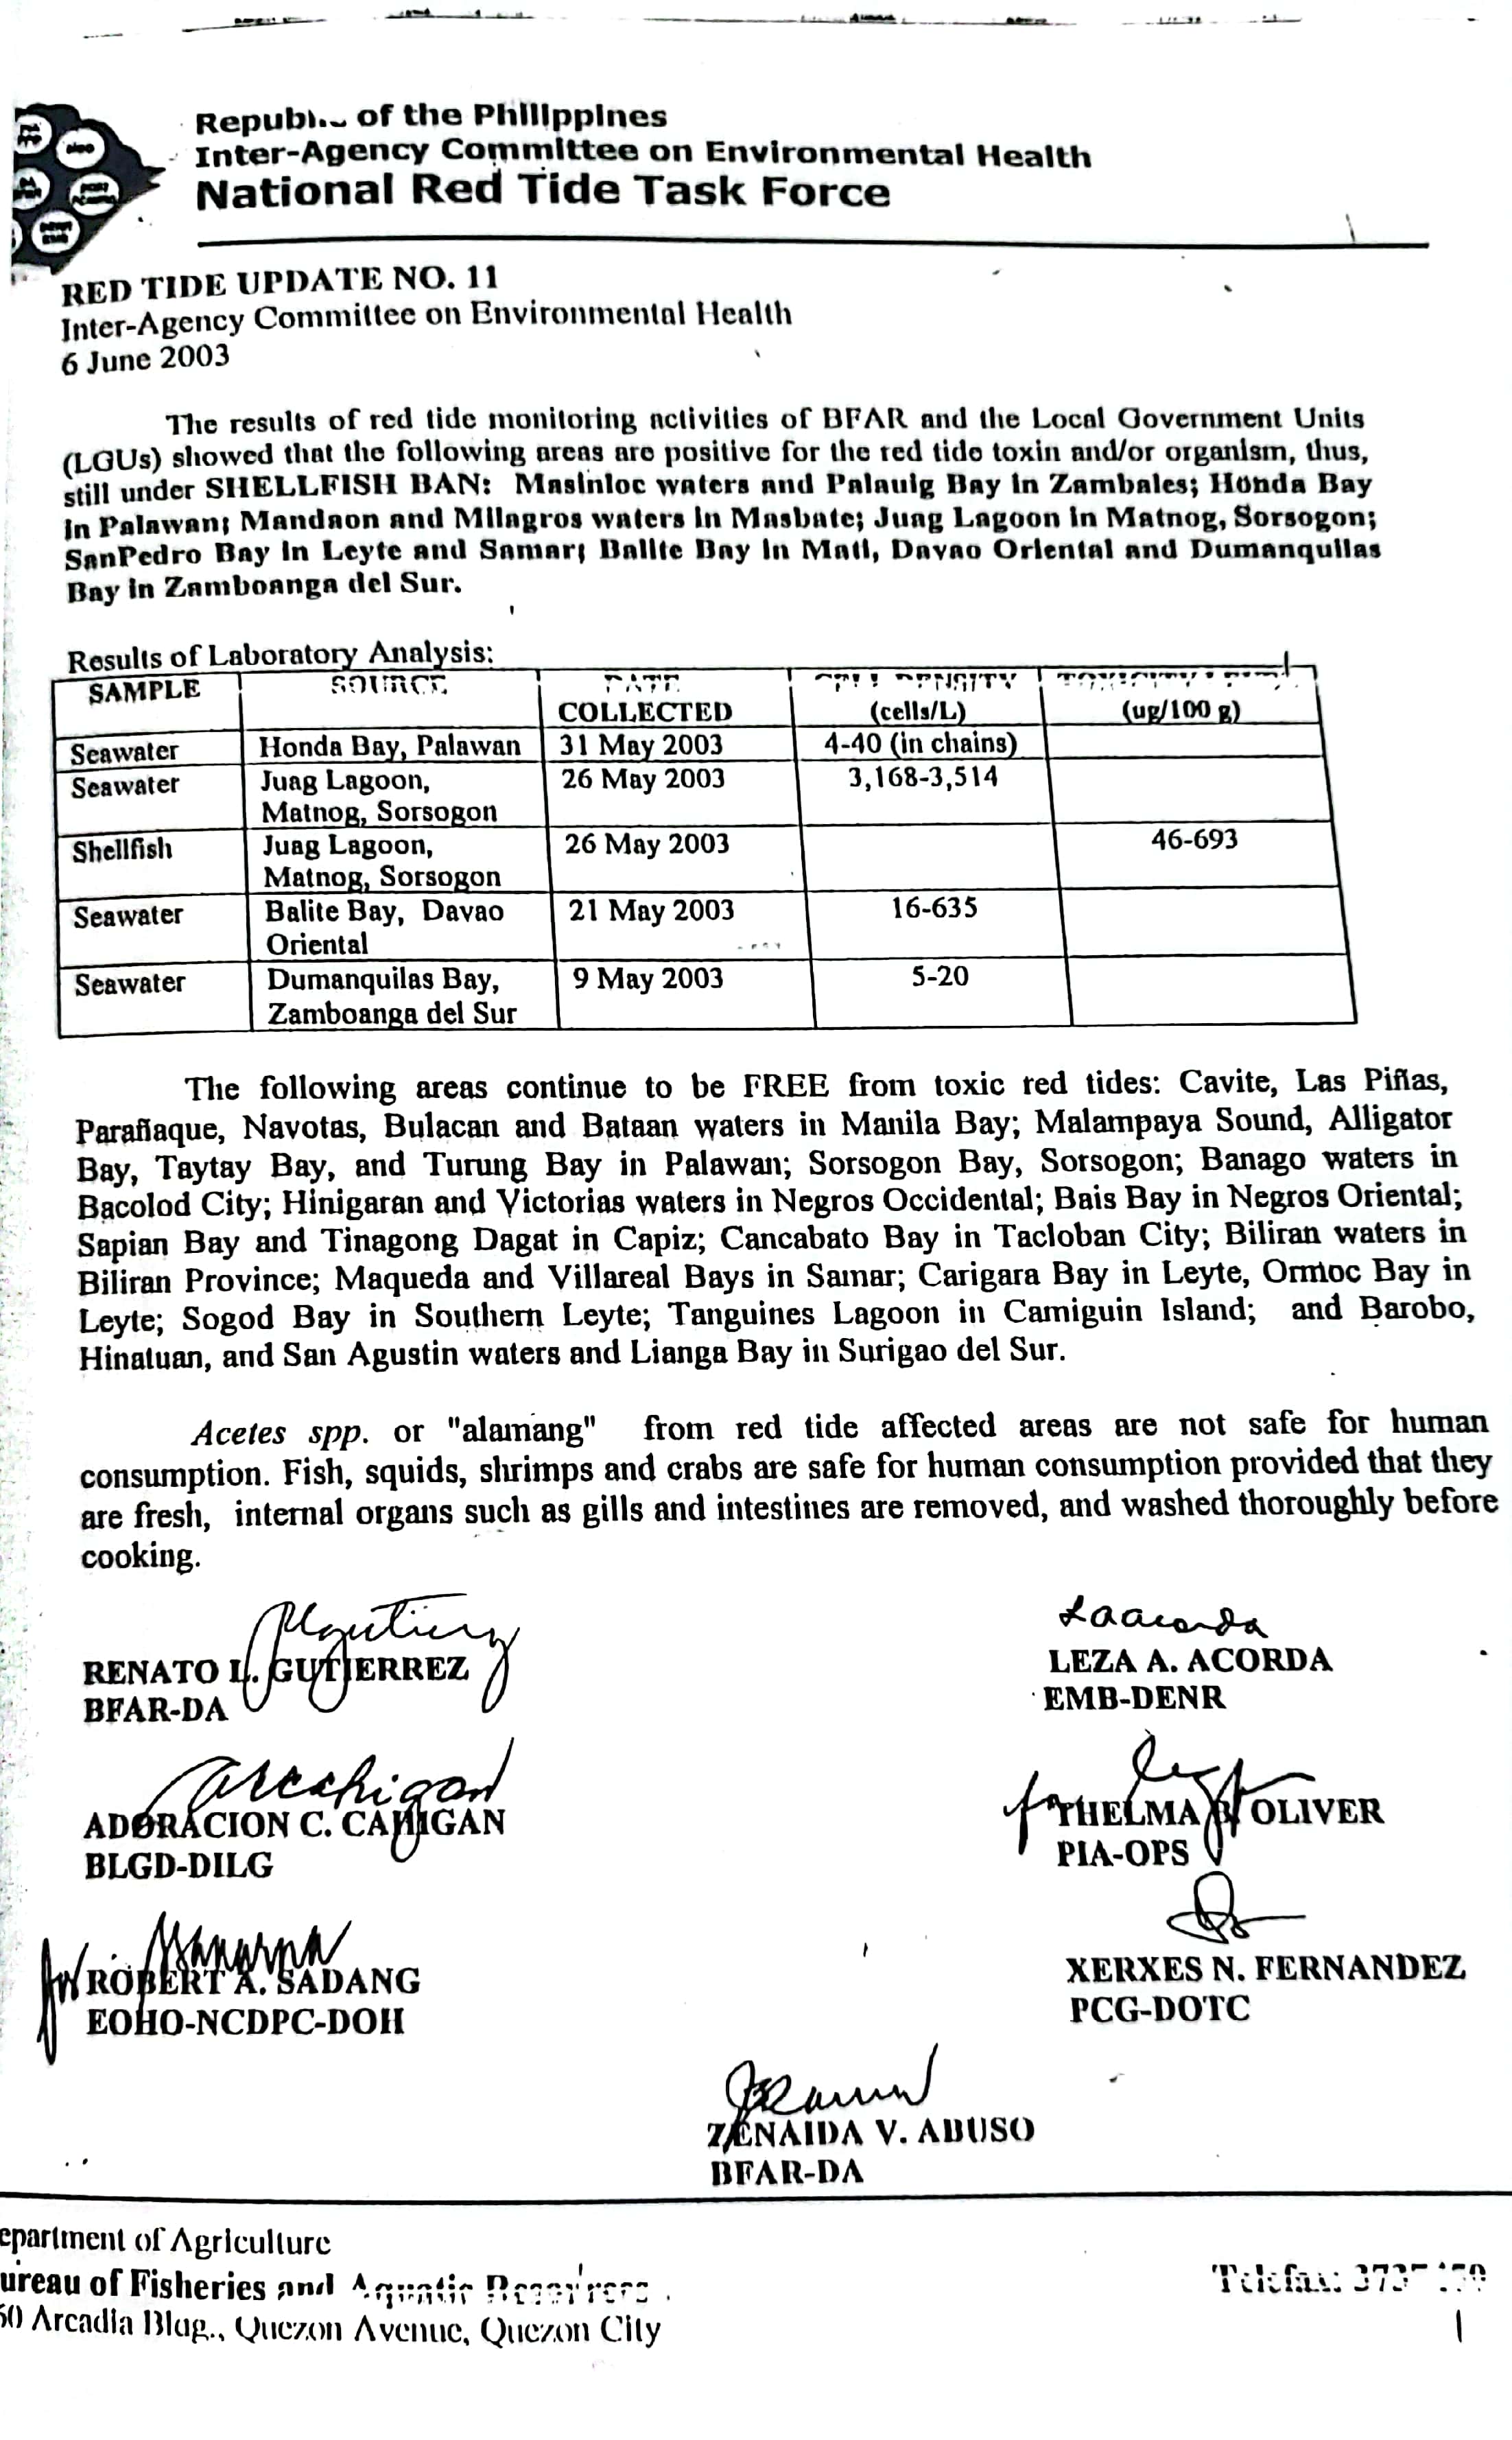 Republic of the Philippines
Inter-Agency Committee on Environmental Health
National Red Tide Task Force
RED TIDE UPDATE NO. 11
Inter-Agency Committee on Environmental Health
6 June 2003
The results of red tide monitoring activities of BFAR and the Local Government Units
(LGUs) showed that the following areas are positive for the red tide toxin and/or organism, thus,
still under SHELLFISH BAN: Masinloc waters and Palauig Bay in Zambales; Honda Bay
in Palawan; Mandaon and Milagros waters in Masbate; Juag Lagoon in Matnog, Sorsogon;
SanPedro Bay in Leyte and Samar; Balite Bay in Mati, Davao Oriental and Dumanquilas
Bay in Zamboanga del Sur.
Results of Laboratory Analysis:
SAMPLE SOURCE DATE CELL DENSITY
COLLECTED (cells/L) (ug/100 g)
Seawater Honda Bay, Palawan 31 May 2003 4-40 (in chains)
Seawater Juag Lagoon, 26 May 2003 3,168-3,514
Matnog, Sorsogon
Shellfish Juag Lagoon, 26 May 2003 46-693
Matnog, Sorsogon
Seawater Balite Bay, Davao 21 May 2003 16-635
Oriental
Seawater Dumanquilas Bay, 9 May 2003 5-20
Zamboanga del Sur
The following areas continue to be FREE from toxic red tides: Cavite, Las Piñas,
Parañaque, Navotas, Bulacan and Bataan waters in Manila Bay; Malampaya Sound, Alligator
Bay, Taytay Bay, and Turung Bay in Palawan; Sorsogon Bay, Sorsogon; Banago waters in
Bacolod City; Hinigaran and Victorias waters in Negros Occidental; Bais Bay in Negros Oriental;
Sapian Bay and Tinagong Dagat in Capiz; Cancabato Bay in Tacloban City; Biliran waters in
Biliran Province; Maqueda and Villareal Bays in Samar; Carigara Bay in Leyte, Ormoc Bay in
Leyte; Sogod Bay in Southern Leyte; Tanguines Lagoon in Camiguin Island; and Barobo,
Hinatuan, and San Agustin waters and Lianga Bay in Surigao del Sur.
Acetes spp. or "alamang" from red tide affected areas are not safe for human
consumption. Fish, squids, shrimps and crabs are safe for human consumption provided that they
are fresh, internal organs such as gills and intestines are removed, and washed thoroughly before
cooking.
RENATO L. GUTIERREZ
BFAR-DA
LEZA A. ACORDA
EMB-DENR
ADORACION C. CAHIGAN
BLGD-DILG
THELMA B. OLIVER
PIA-OPS
ROBERT A. SADANG
EOHO-NCDPC-DOH
XERXES N. FERNANDEZ
PCG-DOTC
ZENAIDA V. ABUSO
BFAR-DA
epartment of Agriculture
ureau of Fisheries and Aquatic Resources
Telefax:
60 Arcadia Bldg., Quezon Avenue, Quezon City
1